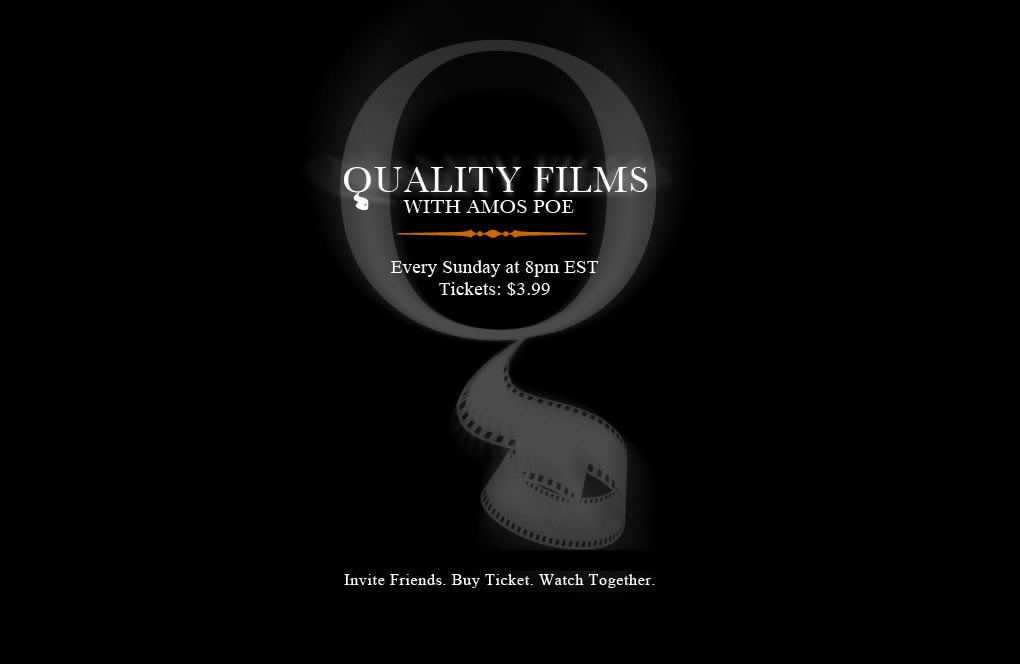 QUALITY FILMS
WITH AMOS POE
Every Sunday at 8pm EST
Tickets: $3.99
Invite Friends. Buy Ticket. Watch Together.